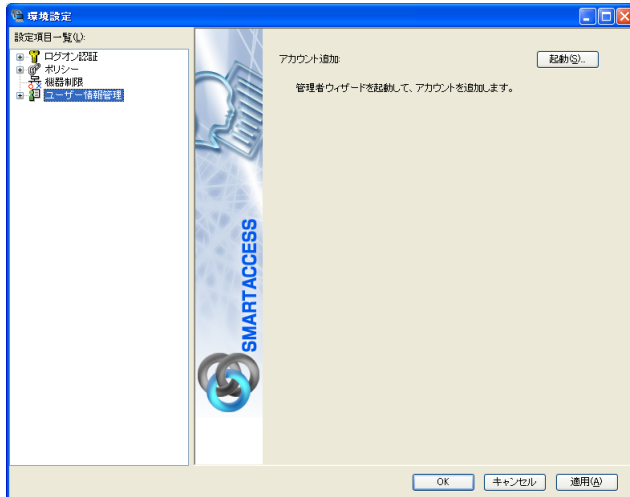 環境設定
設定項目一覧(L):
ログオン認証
ポリシー
機器制限
ユーザー情報管理
SMARTACCESS
アカウント追加:
起動(S)...
管理者ウィザードを起動して、アカウントを追加します。
OK
キャンセル
適用(A)